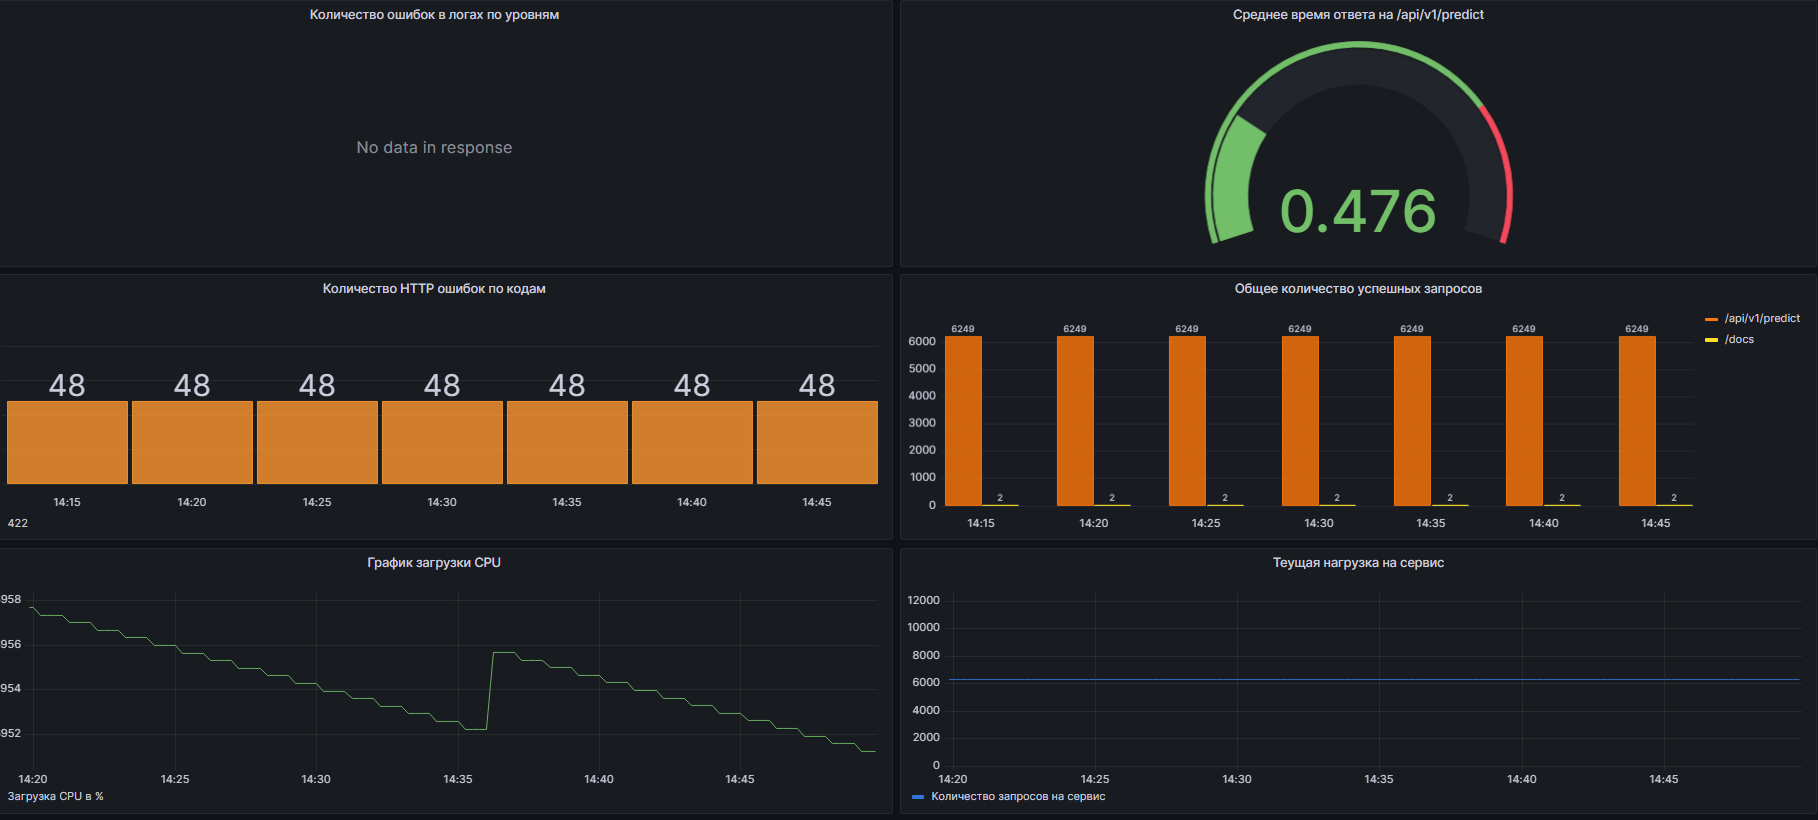 Количество ошибок в логах по уровням
No data in response
Среднее время ответа на /api/v1/predict
0.476
Количество HTTP ошибок по кодам
48 48 48 48 48 48 48
14:15 14:20 14:25 14:30 14:35 14:40 14:45
422
Общее количество успешных запросов
/api/v1/predict
/docs
6249 6249 6249 6249 6249 6249 6249
6000
5000
4000
3000
2000
1000
0
2 2 2 2 2 2 2
14:15 14:20 14:25 14:30 14:35 14:40 14:45
График загрузки CPU
958
956
954
952
14:20 14:25 14:30 14:35 14:40 14:45
Загрузка CPU в %
Теущая нагрузка на сервис
12000
10000
8000
6000
4000
2000
0
14:20 14:25 14:30 14:35 14:40 14:45
Количество запросов на сервис